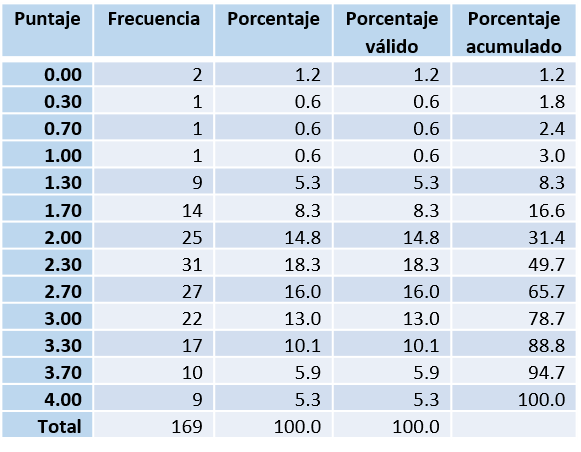 Puntaje Frecuencia Porcentaje Porcentaje válido Porcentaje acumulado
0.00 2 1.2 1.2 1.2
0.30 1 0.6 0.6 1.8
0.70 1 0.6 0.6 2.4
1.00 1 0.6 0.6 3.0
1.30 9 5.3 5.3 8.3
1.70 14 8.3 8.3 16.6
2.00 25 14.8 14.8 31.4
2.30 31 18.3 18.3 49.7
2.70 27 16.0 16.0 65.7
3.00 22 13.0 13.0 78.7
3.30 17 10.1 10.1 88.8
3.70 10 5.9 5.9 94.7
4.00 9 5.3 5.3 100.0
Total 169 100.0 100.0